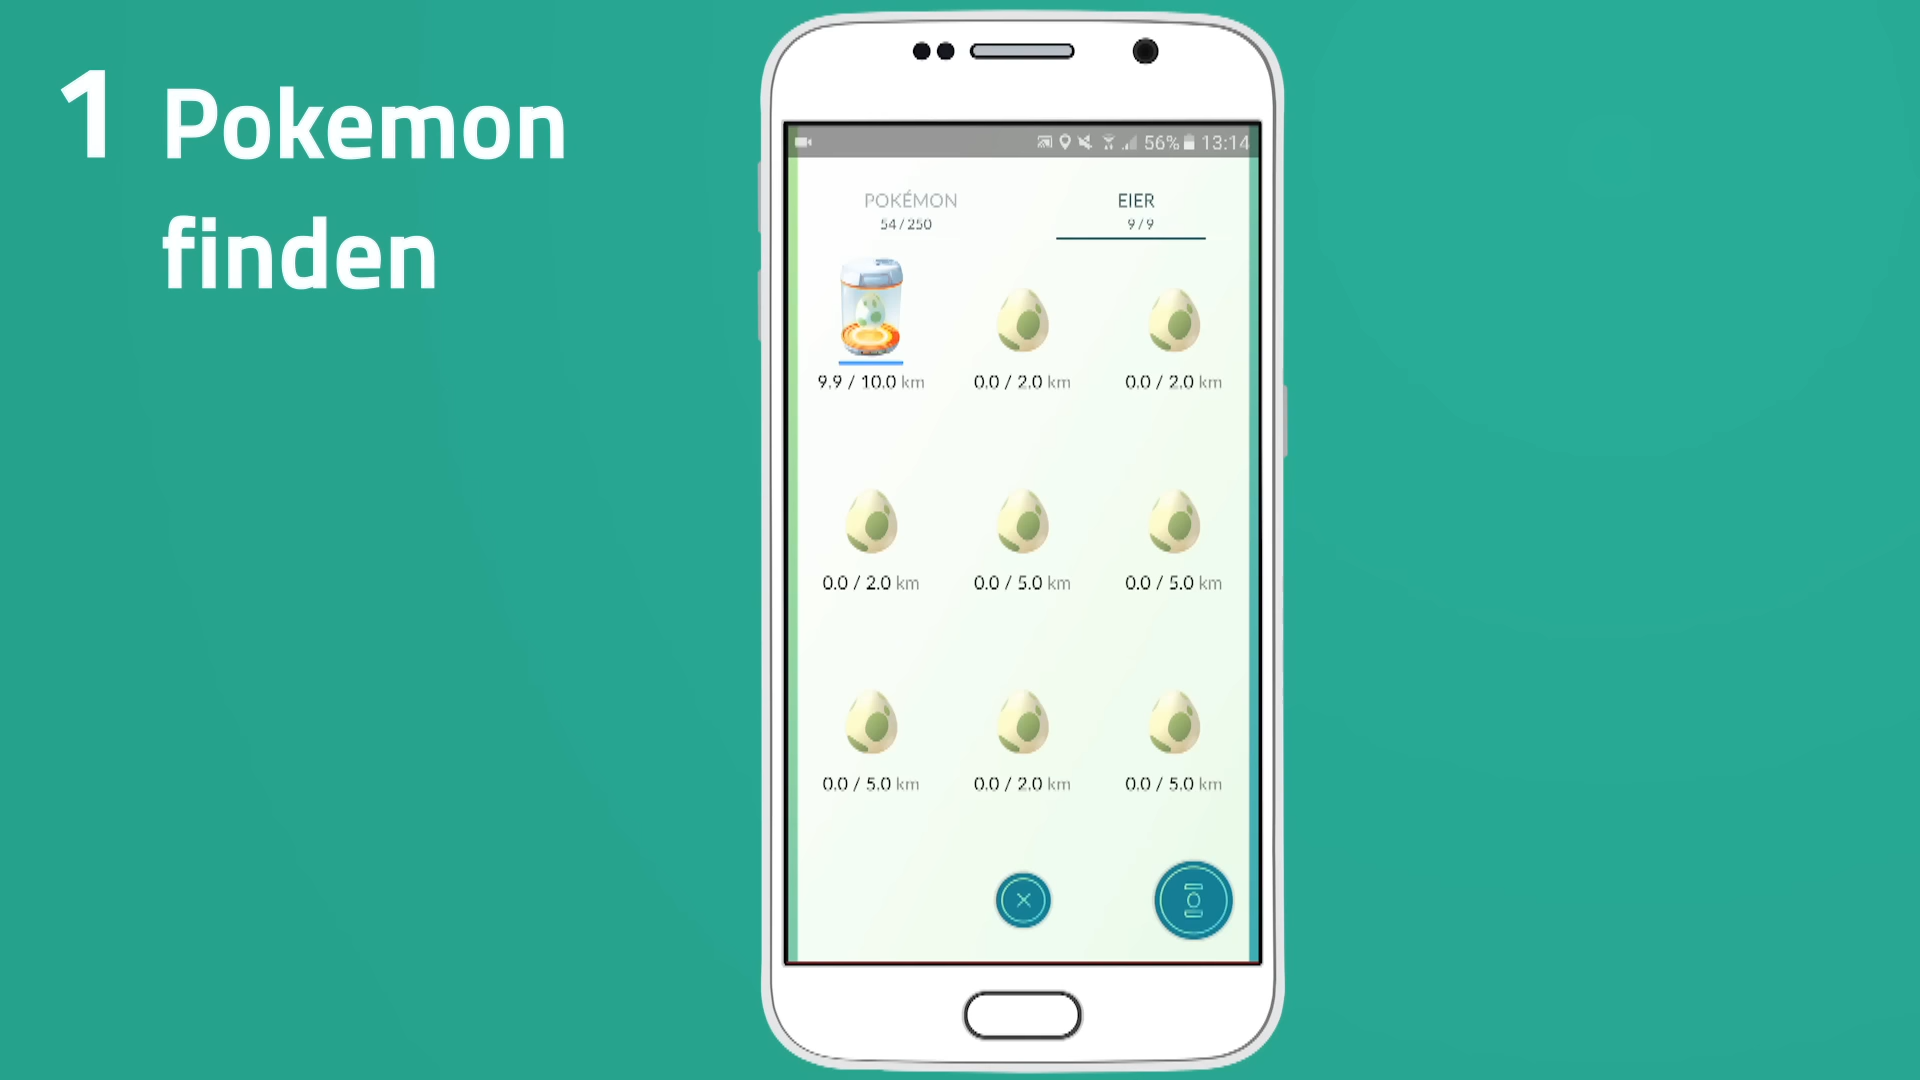 1 Pokemon
finden
56% 13:14
POKÉMON EIER
54/250 9/9
9.9 / 10.0 km 0.0 / 2.0 km 0.0 / 2.0 km
0.0 / 2.0 km 0.0 / 5.0 km 0.0 / 5.0 km
0.0 / 5.0 km 0.0 / 2.0 km 0.0 / 5.0 km